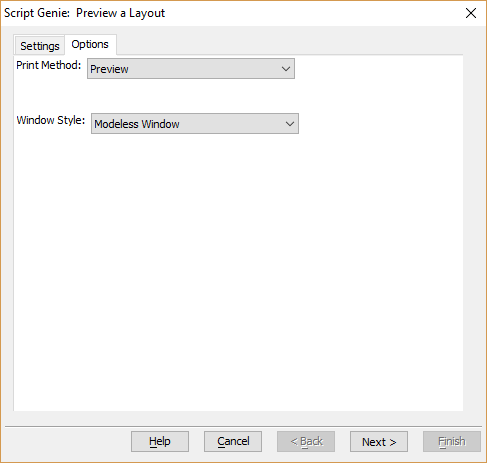 Script Genie: Preview a Layout
Settings Options
Print Method: Preview
Window Style: Modeless Window
Help Cancel < Back Next > Finish